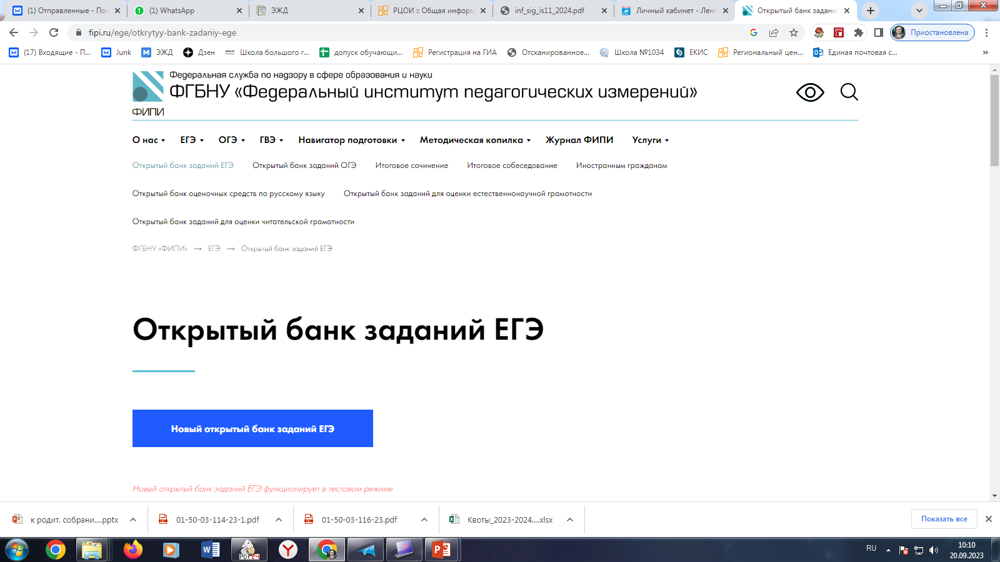 (1) Отправленные - Поч
(1) WhatsApp
ЭЖД
РЦОИ :: Общая информ
inf_sig_is11_2024.pdf
Личный кабинет - Лент
Открытый банк задани
fipi.ru/ege/otkrytyy-bank-zadaniy-ege
Приостановлена
(17) Входящие - П...
Junk
ЭЖД
Дзен
Школа большого г...
допуск обучающи...
Регистрация на ГИА
Отсканированное...
Школа №1034
ЕКИС
Региональный цен...
Единая почтовая с...
»
Федеральная служба по надзору в сфере образования и науки
ФГБНУ «Федеральный институт педагогических измерений»
ФИПИ
О нас ЕГЭ ОГЭ ГВЭ Навигатор подготовки Методическая копилка Журнал ФИПИ Услуги
Открытый банк заданий ЕГЭ Открытый банк заданий ОГЭ Итоговое сочинение Итоговое собеседование Иностранным гражданам
Открытый банк оценочных средств по русскому языку Открытый банк заданий для оценки естественнонаучной грамотности
Открытый банк заданий для оценки читательской грамотности
ФГБНУ «ФИПИ» → ЕГЭ → Открытый банк заданий ЕГЭ
Открытый банк заданий ЕГЭ
Новый открытый банк заданий ЕГЭ
Новый открытый банк заданий ЕГЭ функционирует в тестовом режиме
к родит. собрани....pptx
01-50-03-114-23-1.pdf
01-50-03-116-23.pdf
Квоты_2023-2024....xlsx
Показать все
PDF24
RU
10:10
20.09.2023